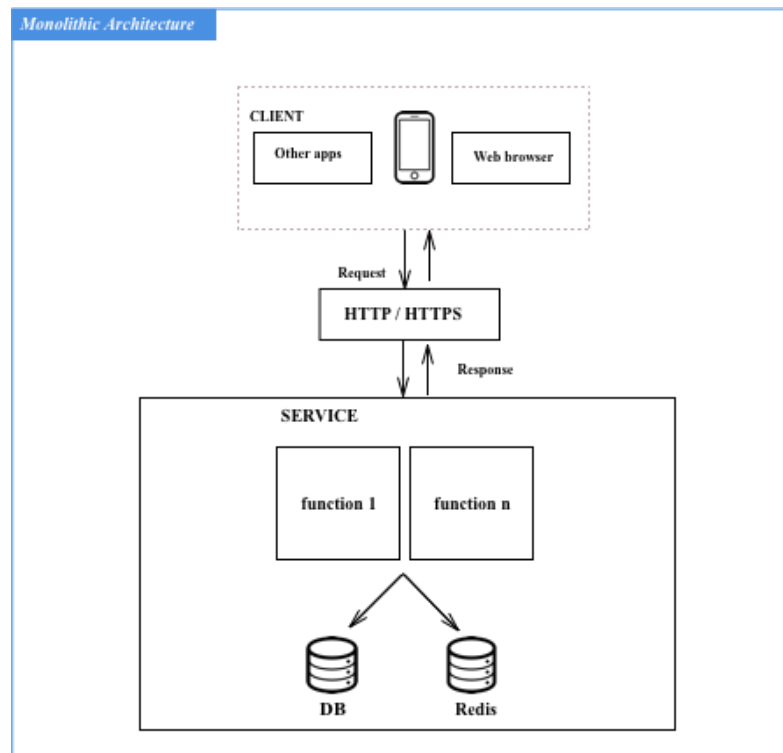 Monolithic Architecture
CLIENT
Other apps
Web browser
Request
HTTP / HTTPS
Response
SERVICE
function 1
function n
DB
Redis